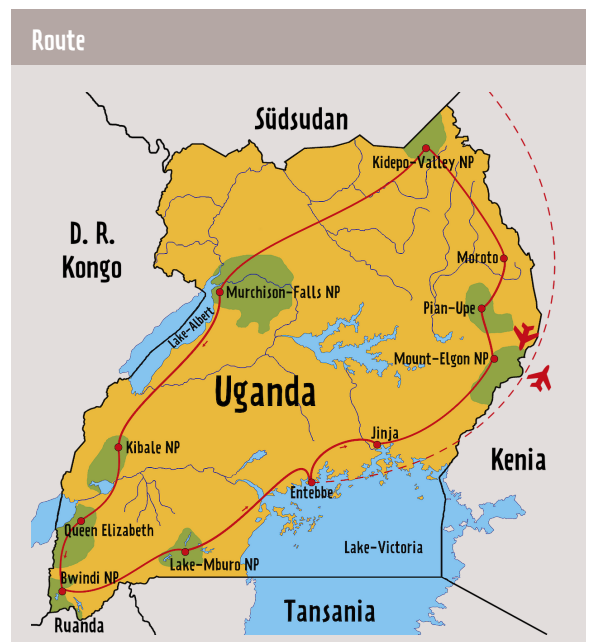 Route
Südsudan
Kidepo-Valley NP
D. R.
Kongo
Moroto
Murchison-Falls NP
Pian-Upe
Lake-Albert
Mount-Elgon NP
Uganda
Jinja
Kibale NP
Kenia
Entebbe
Queen Elizabeth
Lake-Victoria
Lake-Mburo NP
Bwindi NP
Tansania
Ruanda